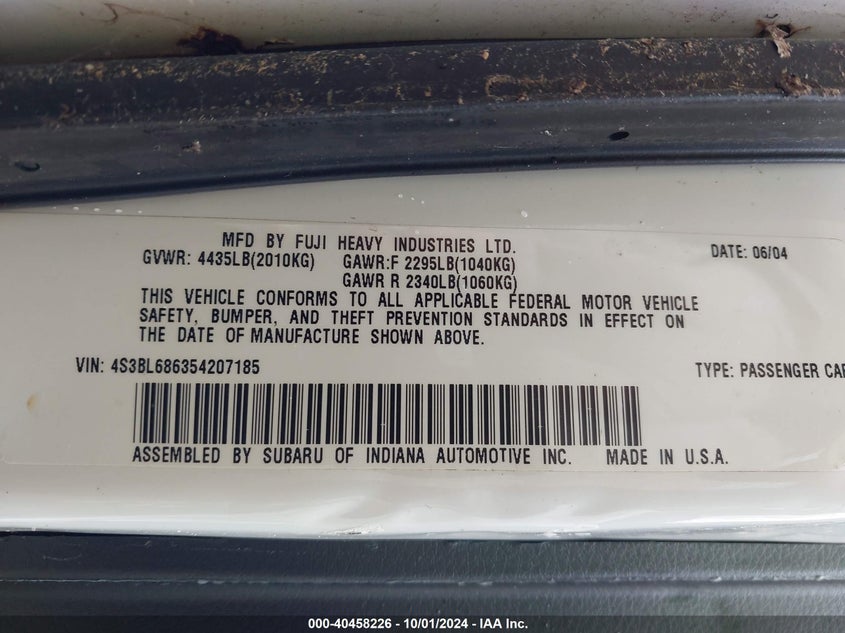 MFD BY FUJI HEAVY INDUSTRIES LTD.
DATE: 06/04
GVWR: 4435LB(2010KG) GAWR:F 2295LB(1040KG)
GAWR R 2340LB(1060KG)
THIS VEHICLE CONFORMS TO ALL APPLICABLE FEDERAL MOTOR VEHICLE
SAFETY, BUMPER, AND THEFT PREVENTION STANDARDS IN EFFECT ON
THE DATE OF MANUFACTURE SHOWN ABOVE.
VIN: 4S3BL686354207185 TYPE: PASSENGER CAR
ASSEMBLED BY SUBARU OF INDIANA AUTOMOTIVE INC. MADE IN U.S.A.
000-40458226 - 10/01/2024 - IAA Inc.